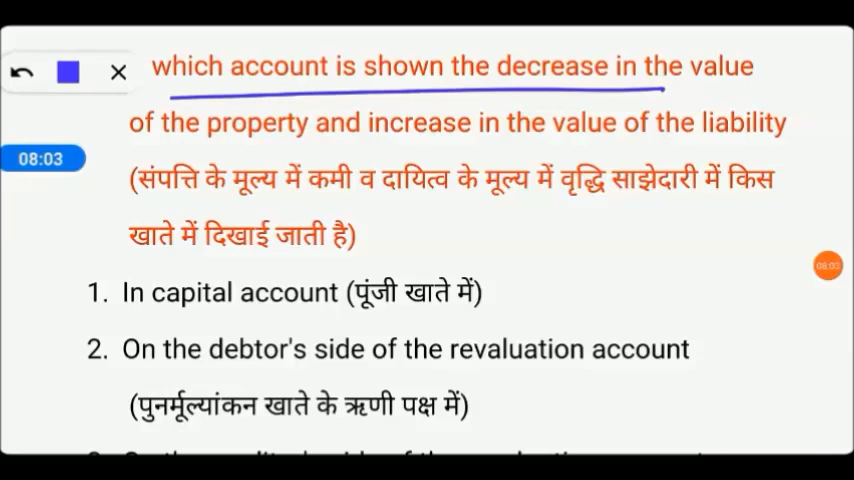 which account is shown the decrease in the value
08:03
of the property and increase in the value of the liability
(संपत्ति के मूल्य में कमी व दायित्व के मूल्य में वृद्धि साझेदारी में किस
खाते में दिखाई जाती है)
08:03
1. In capital account (पूंजी खाते में)
2. On the debtor's side of the revaluation account
(पुनर्मूल्यांकन खाते के ऋणी पक्ष में)